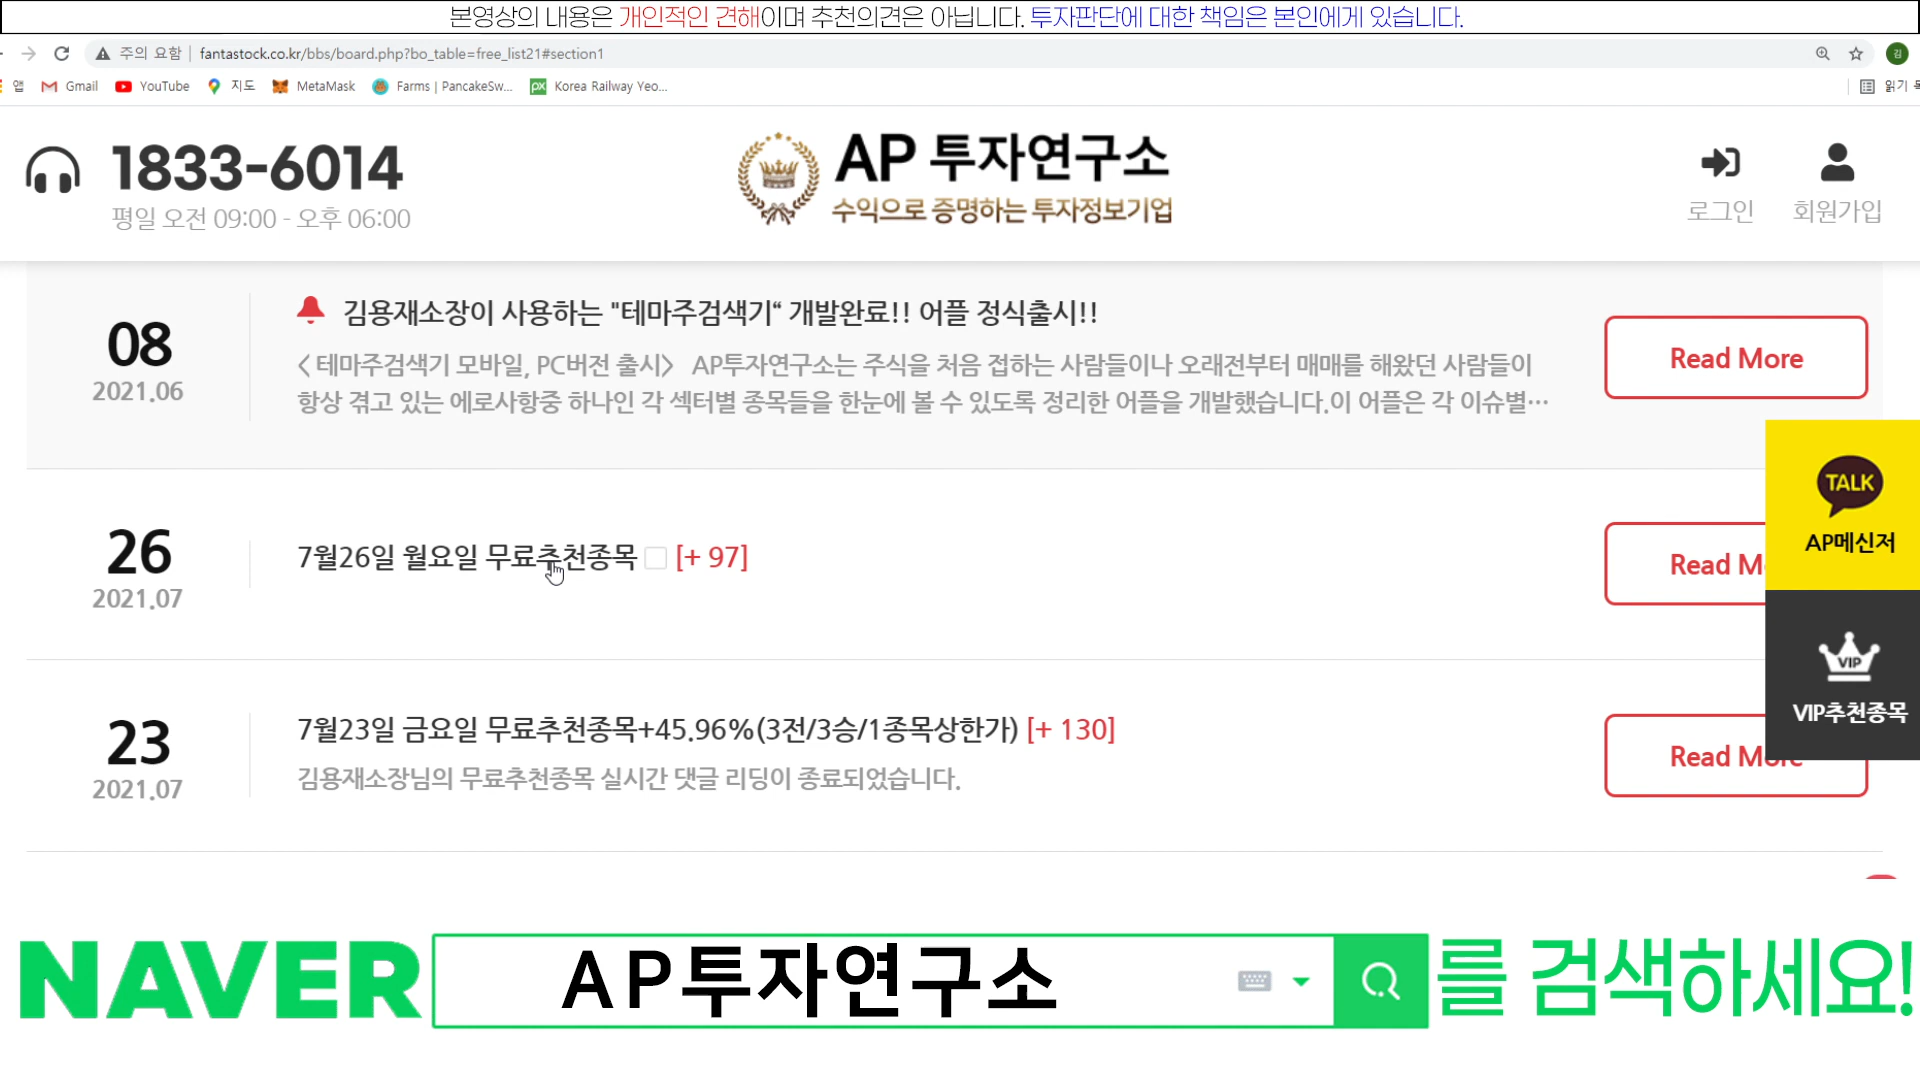 본영상의 내용은 개인적인 견해이며 추천의견은 아닙니다. 투자판단에 대한 책임은 본인에게 있습니다.
주의 요함 fantastock.co.kr/bbs/board.php?bo_table=free_list21#section1 김
앱 Gmail YouTube 지도 MetaMask Farms | PancakeSw... px Korea Railway Yeo... 읽기
1833-6014
평일 오전 09:00 - 오후 06:00
AP 투자연구소
수익으로 증명하는 투자정보기업
로그인 회원가입
08
2021.06
김용재소장이 사용하는 "테마주검색기“ 개발완료!! 어플 정식출시!!
< 테마주검색기 모바일, PC버전 출시> AP투자연구소는 주식을 처음 접하는 사람들이나 오래전부터 매매를 해왔던 사람들이
항상 겪고 있는 에로사항중 하나인 각 섹터별 종목들을 한눈에 볼 수 있도록 정리한 어플을 개발했습니다.이 어플은 각 이슈별…
Read More
TALK
AP메신저
26
2021.07
7월26일 월요일 무료추천종목 [+ 97]
Read M
VIP
VIP추천종목
23
2021.07
7월23일 금요일 무료추천종목+45.96%(3전/3승/1종목상한가) [+ 130]
김용재소장님의 무료추천종목 실시간 댓글 리딩이 종료되었습니다.
Read More
NAVER AP투자연구소 를 검색하세요!